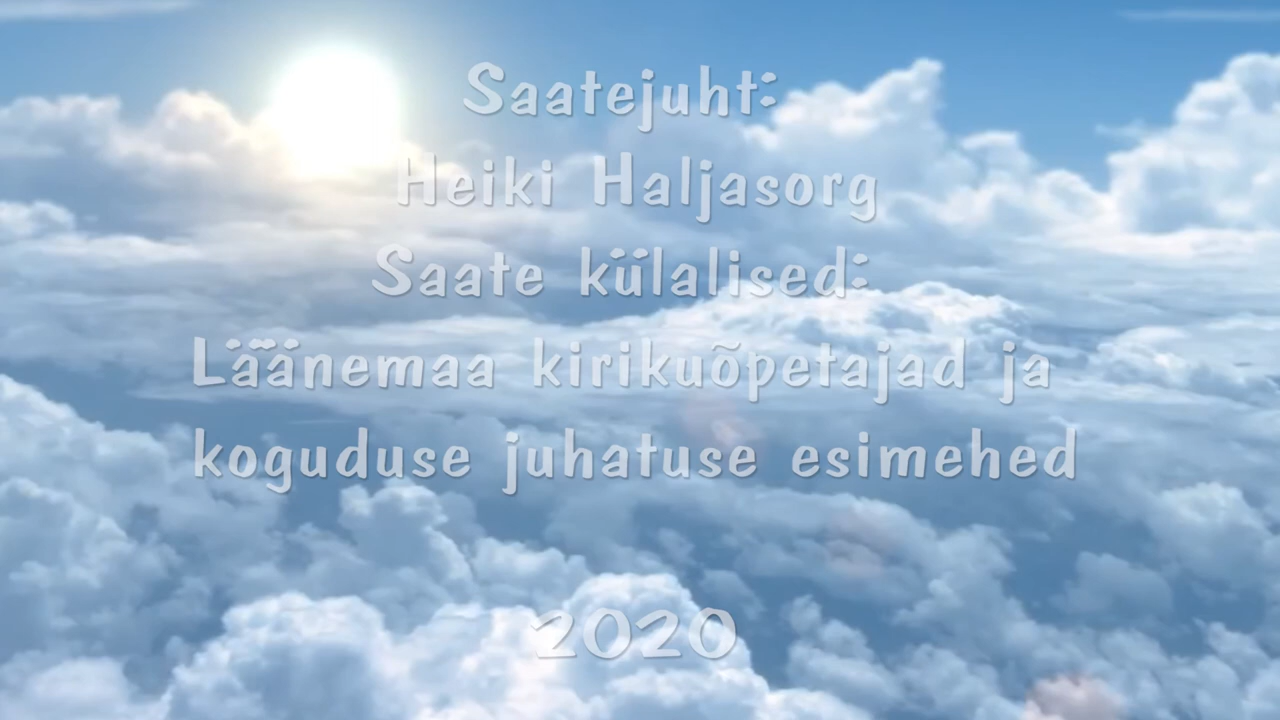 Saatejuht:
Heiki Haljasorg
Saate külalised:
Läänemaa kirikuõpetajad ja
koguduse juhatuse esimehed
2020